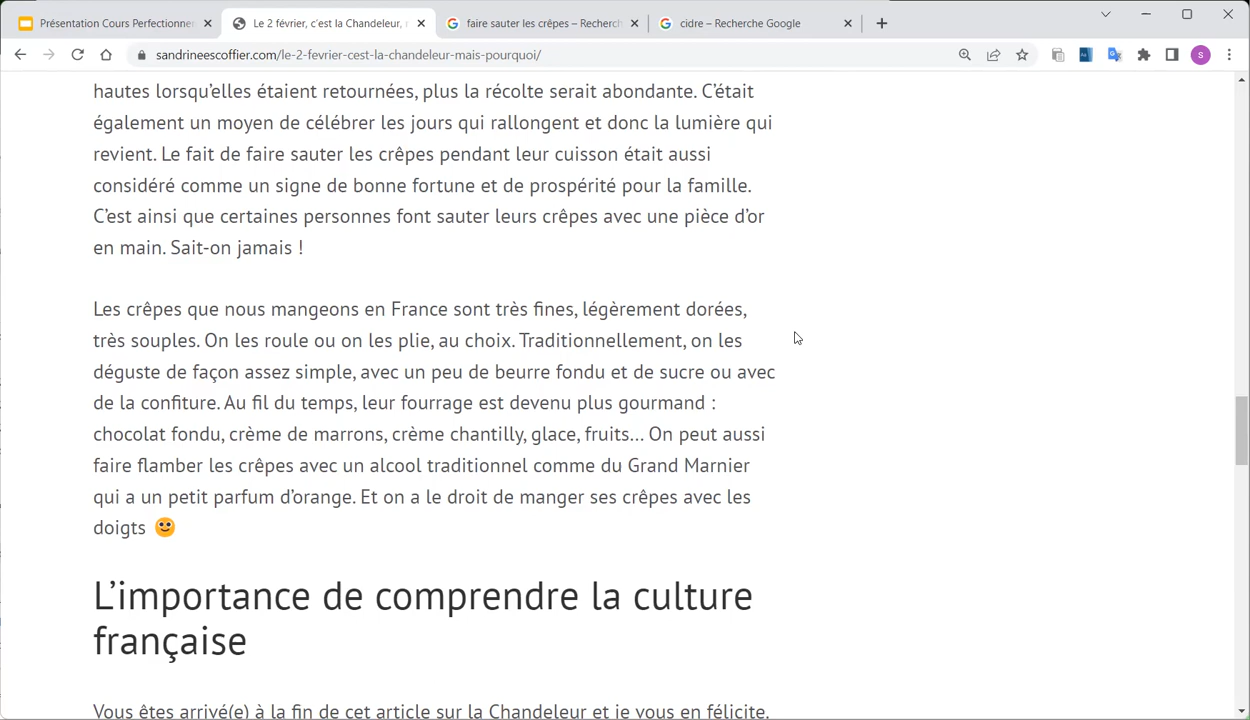 Présentation Cours Perfectionner
Le 2 février, c'est la Chandeleur,
faire sauter les crêpes – Recherch
cidre – Recherche Google
sandrineescoffier.com/le-2-fevrier-cest-la-chandeleur-mais-pourquoi/
S
hautes lorsqu'elles étaient retournées, plus la récolte serait abondante. C'était
également un moyen de célébrer les jours qui rallongent et donc la lumière qui
revient. Le fait de faire sauter les crêpes pendant leur cuisson était aussi
considéré comme un signe de bonne fortune et de prospérité pour la famille.
C'est ainsi que certaines personnes font sauter leurs crêpes avec une pièce d'or
en main. Sait-on jamais !
Les crêpes que nous mangeons en France sont très fines, légèrement dorées,
très souples. On les roule ou on les plie, au choix. Traditionnellement, on les
déguste de façon assez simple, avec un peu de beurre fondu et de sucre ou avec
de la confiture. Au fil du temps, leur fourrage est devenu plus gourmand :
chocolat fondu, crème de marrons, crème chantilly, glace, fruits… On peut aussi
faire flamber les crêpes avec un alcool traditionnel comme du Grand Marnier
qui a un petit parfum d'orange. Et on a le droit de manger ses crêpes avec les
doigts
L'importance de comprendre la culture
française
Vous êtes arrivé(e) à la fin de cet article sur la Chandeleur et je vous en félicite.